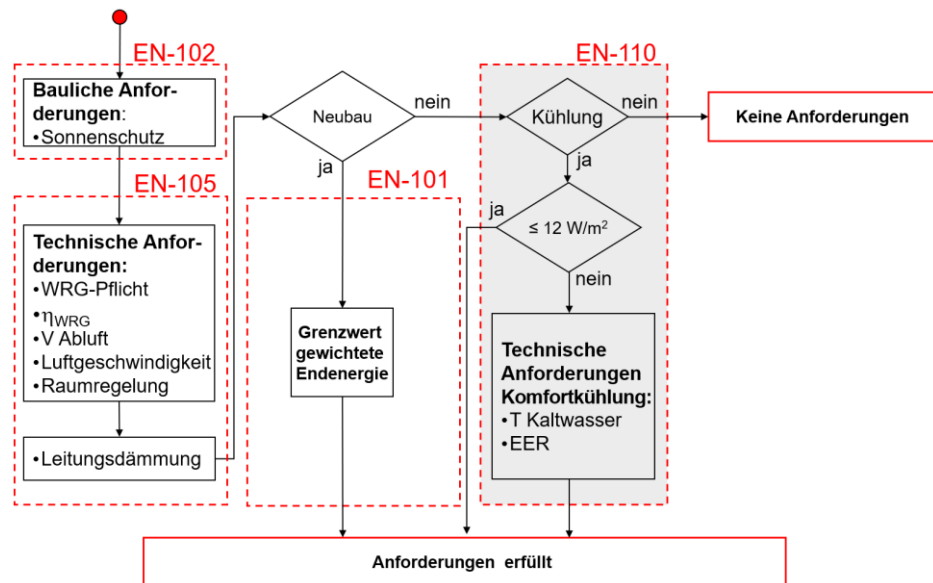 EN-102
Bauliche Anfor-
derungen:
•Sonnenschutz
EN-105
Technische Anfor-
derungen:
•WRG-Pflicht
•ηWRG
•V Abluft
•Luftgeschwindigkeit
•Raumregelung
•Leitungsdämmung
Neubau
nein
ja
EN-101
Grenzwert
gewichtete
Endenergie
EN-110
Kühlung
nein
ja
ja
≤ 12 W/m²
nein
Technische
Anforderungen
Komfortkühlung:
•T Kaltwasser
•EER
Keine Anforderungen
Anforderungen erfüllt